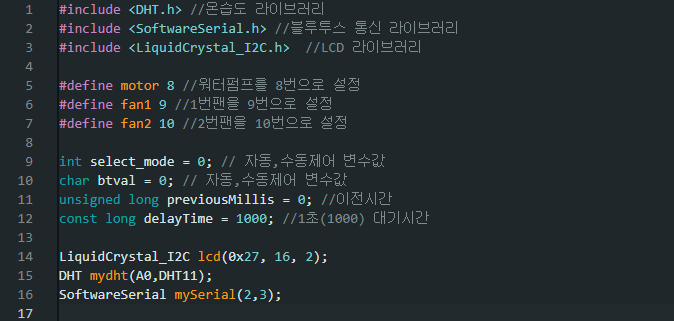 1 #include <DHT.h> //온습도 라이브러리
2 #include <SoftwareSerial.h> //블루투스 통신 라이브러리
3 #include <LiquidCrystal_I2C.h>  //LCD 라이브러리
4
5 #define motor 8 //워터펌프를 8번으로 설정
6 #define fan1 9 //1번팬을 9번으로 설정
7 #define fan2 10 //2번팬을 10번으로 설정
8
9 int select_mode = 0; // 자동,수동제어 변수값
10 char btval = 0; // 자동,수동제어 변수값
11 unsigned long previousMillis = 0; //이전시간
12 const long delayTime = 1000; //1초(1000) 대기시간
13
14 LiquidCrystal_I2C lcd(0x27, 16, 2);
15 DHT mydht(A0,DHT11);
16 SoftwareSerial mySerial(2,3);
17